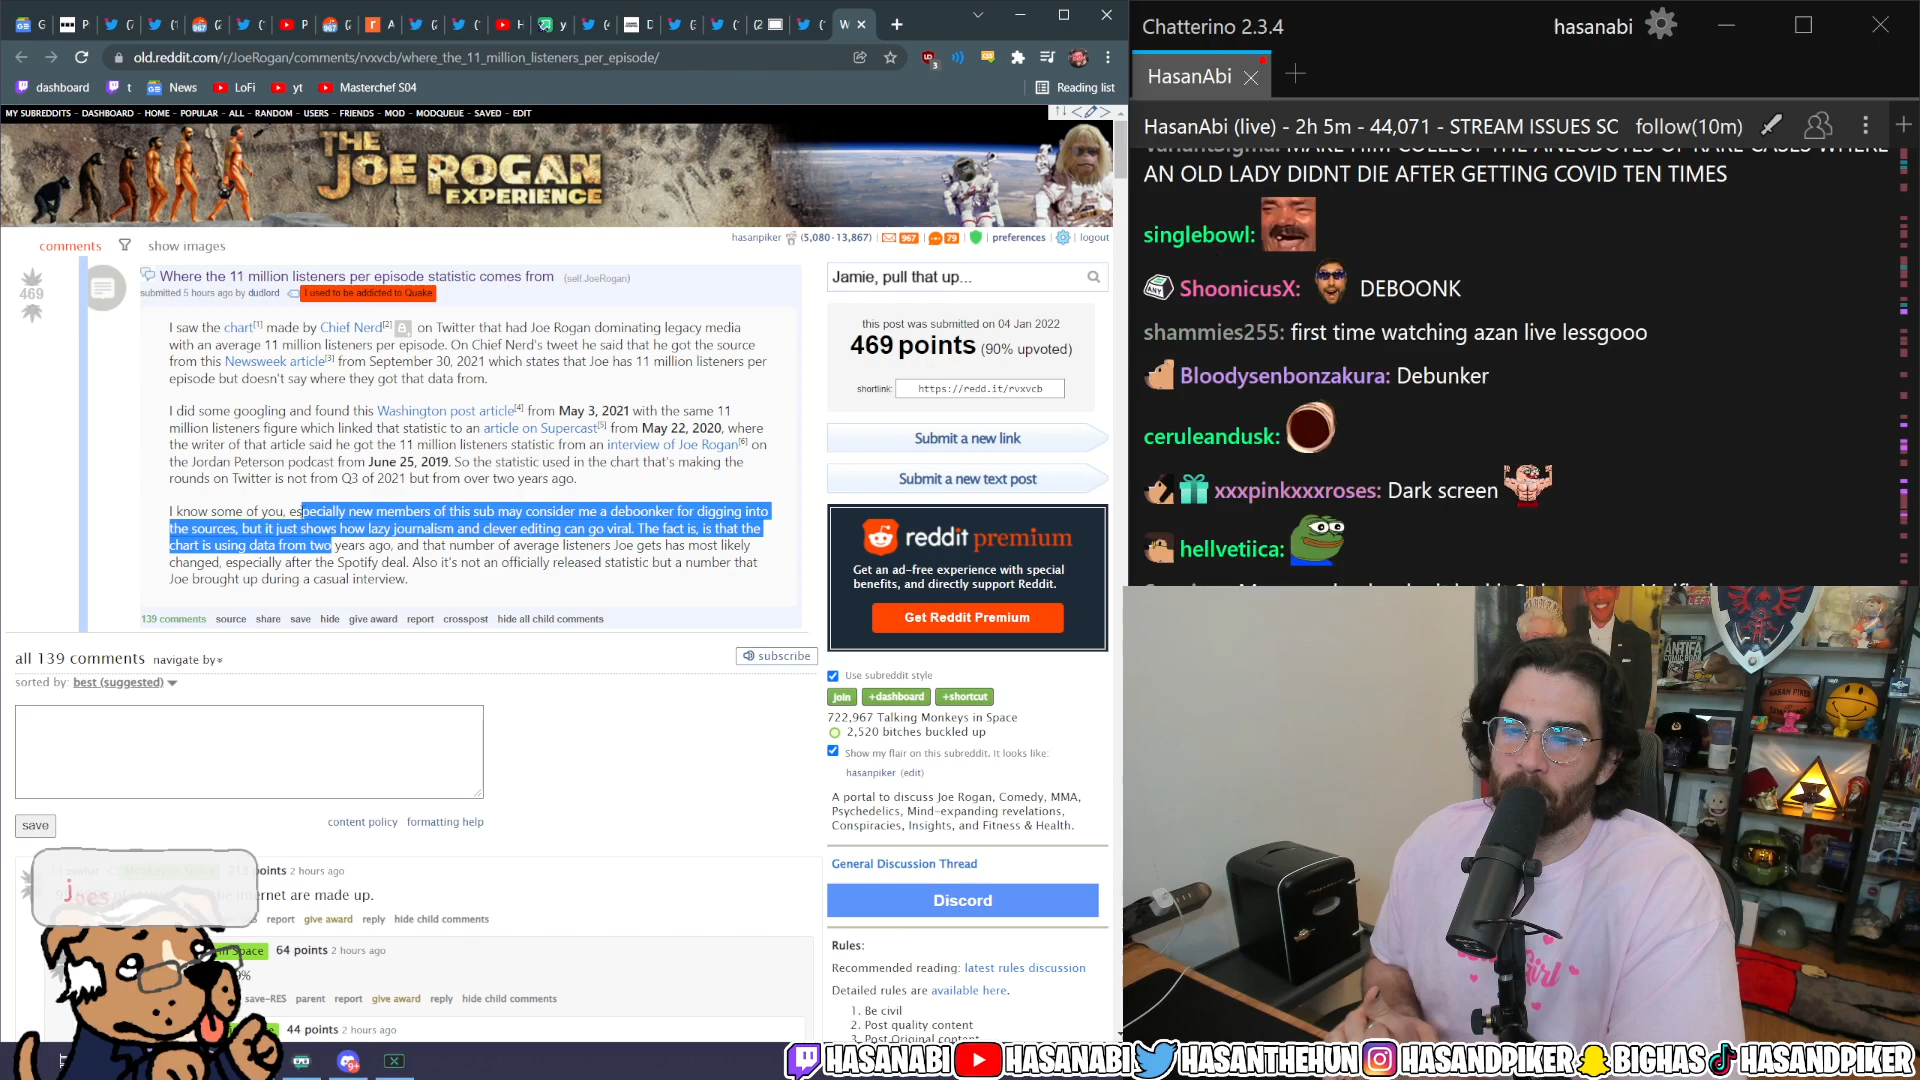 old.reddit.com/r/JoeRogan/comments/rvxvcb/where_the_11_million_listeners_per_episode/
dashboard t News LoFi yt Masterchef S04 Reading list
MY SUBREDDITS - DASHBOARD - HOME - POPULAR - ALL - RANDOM - USERS - FRIENDS - MOD - MODQUEUE - SAVED - EDIT
THE
JOE ROGAN
EXPERIENCE
hasanpiker (5,080 · 13,867) 967 79 preferences logout
comments show images
469
Where the 11 million listeners per episode statistic comes from (self.JoeRogan)
submitted 5 hours ago by dudlord I used to be addicted to Quake
I saw the chart[1] made by Chief Nerd[2] on Twitter that had Joe Rogan dominating legacy media
with an average 11 million listeners per episode. On Chief Nerd's tweet he said that he got the source
from this Newsweek article[3] from September 30, 2021 which states that Joe has 11 million listeners per
episode but doesn't say where they got that data from.
I did some googling and found this Washington post article[4] from May 3, 2021 with the same 11
million listeners figure which linked that statistic to an article on Supercast[5] from May 22, 2020, where
the writer of that article said he got the 11 million listeners statistic from an interview of Joe Rogan[6] on
the Jordan Peterson podcast from June 25, 2019. So the statistic used in the chart that's making the
rounds on Twitter is not from Q3 of 2021 but from over two years ago.
I know some of you, especially new members of this sub may consider me a deboonker for digging into
the sources, but it just shows how lazy journalism and clever editing can go viral. The fact is, is that the
chart is using data from two years ago, and that number of average listeners Joe gets has most likely
changed, especially after the Spotify deal. Also it's not an officially released statistic but a number that
Joe brought up during a casual interview.
139 comments source share save hide give award report crosspost hide all child comments
all 139 comments navigate by
subscribe
sorted by: best (suggested)
save
content policy formatting help
points 2 hours ago
the internet are made up.
report give award reply hide child comments
in Space 64 points 2 hours ago
save-RES parent report give award reply hide child comments
44 points 2 hours ago
Jamie, pull that up...
this post was submitted on 04 Jan 2022
469 points (90% upvoted)
shortlink: https://redd.it/rvxvcb
Submit a new link
Submit a new text post
reddit premium
Get an ad-free experience with special
benefits, and directly support Reddit.
Get Reddit Premium
Use subreddit style
join +dashboard +shortcut
722,967 Talking Monkeys in Space
2,520 bitches buckled up
Show my flair on this subreddit. It looks like:
hasanpiker (edit)
A portal to discuss Joe Rogan, Comedy, MMA,
Psychedelics, Mind-expanding revelations,
Conspiracies, Insights, and Fitness & Health.
General Discussion Thread
Discord
Rules:
Recommended reading: latest rules discussion
Detailed rules are available here.
1. Be civil
2. Post quality content
3. Post Original content
Chatterino 2.3.4 hasanabi
HasanAbi
HasanAbi (live) - 2h 5m - 44,071 - STREAM ISSUES SC follow(10m)
AN OLD LADY DIDNT DIE AFTER GETTING COVID TEN TIMES
singlebowl:
ShoonicusX: DEBOONK
shammies255: first time watching azan live lessgooo
Bloodysenbonzakura: Debunker
ceruleandusk:
xxxpinkxxxroses: Dark screen
hellvetiica:
ANTIFA
COMIC BOOK
HASAN PIKER
Girl
HASANABI HASANABI HASANTHEHUN HASANDPIKER BIGHAS HASANDPIKER